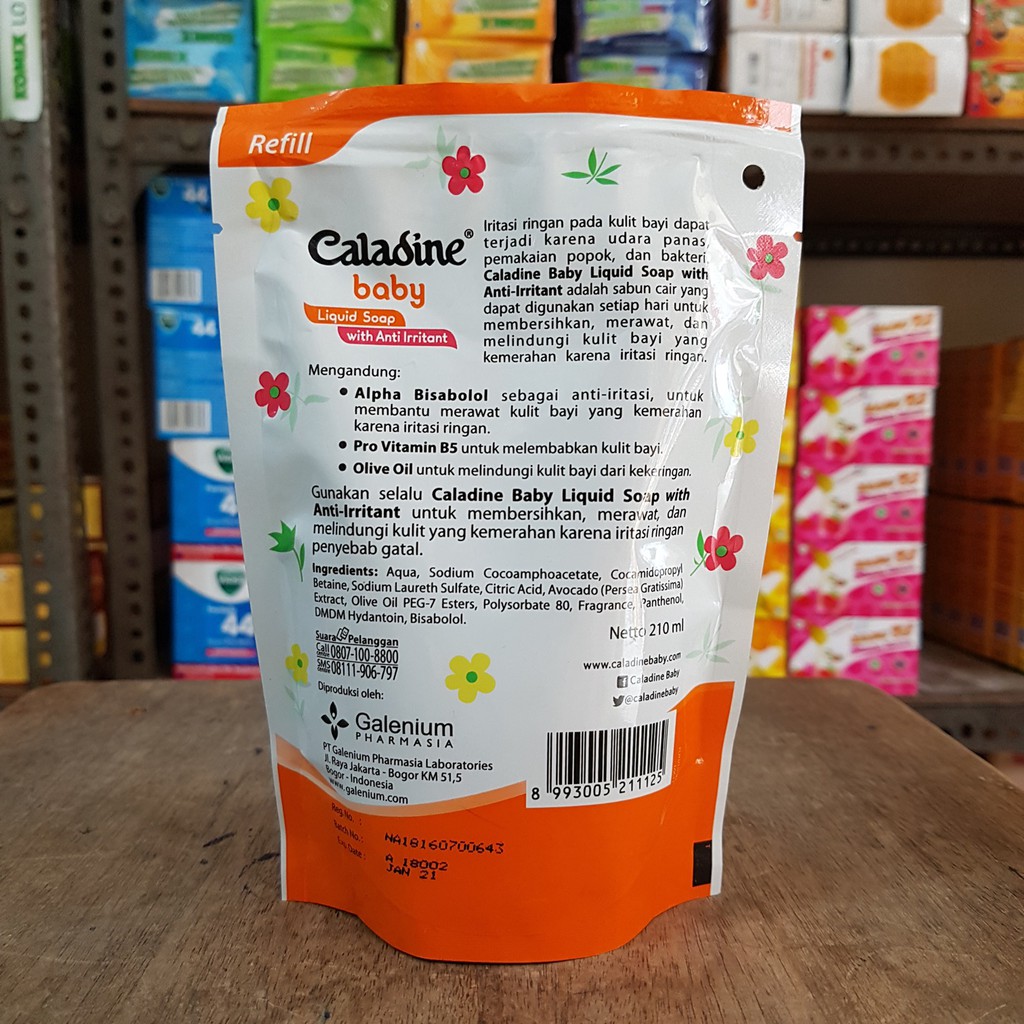 KOMIX
LO
Refill
Caladine®
baby
Liquid Soap
with Anti Irritant
Iritasi ringan pada kulit bayi dapat
terjadi karena udara panas,
pemakaian popok, dan bakteri.
Caladine Baby Liquid Soap with
Anti-Irritant adalah sabun cair yang
dapat digunakan setiap hari untuk
membersihkan, merawat, dan
melindungi kulit bayi yang
kemerahan karena iritasi ringan.
Mengandung:
• Alpha Bisabolol sebagai anti-iritasi, untuk
membantu merawat kulit bayi yang kemerahan
karena iritasi ringan.
• Pro Vitamin B5 untuk melembabkan kulit bayi.
• Olive Oil untuk melindungi kulit bayi dari kekeringan.
Gunakan selalu Caladine Baby Liquid Soap with
Anti-Irritant untuk membersihkan, merawat, dan
melindungi kulit yang kemerahan karena iritasi ringan
penyebab gatal.
Ingredients: Aqua, Sodium Cocoamphoacetate, Cocamidopropyl
Betaine, Sodium Laureth Sulfate, Citric Acid, Avocado (Persea Gratissima)
Extract, Olive Oil PEG-7 Esters, Polysorbate 80, Fragrance, Panthenol,
DMDM Hydantoin, Bisabolol.
Netto 210 ml
Suara Pelanggan
Call CENTER 0807-100-8800
SMS CENTER 08111-906-797
www.caladinebaby.com
Caladine Baby
@caladinebaby
Diproduksi oleh:
Galenium
PHARMASIA
PT Galenium Pharmasia Laboratories
Jl. Raya Jakarta - Bogor KM 51,5
Bogor - Indonesia
www.galenium.com
8 993005 211125
Reg. No. :
NA18160700643
Batch No. :
A 18002
Exp. Date :
JAN 21
44
44
44
44